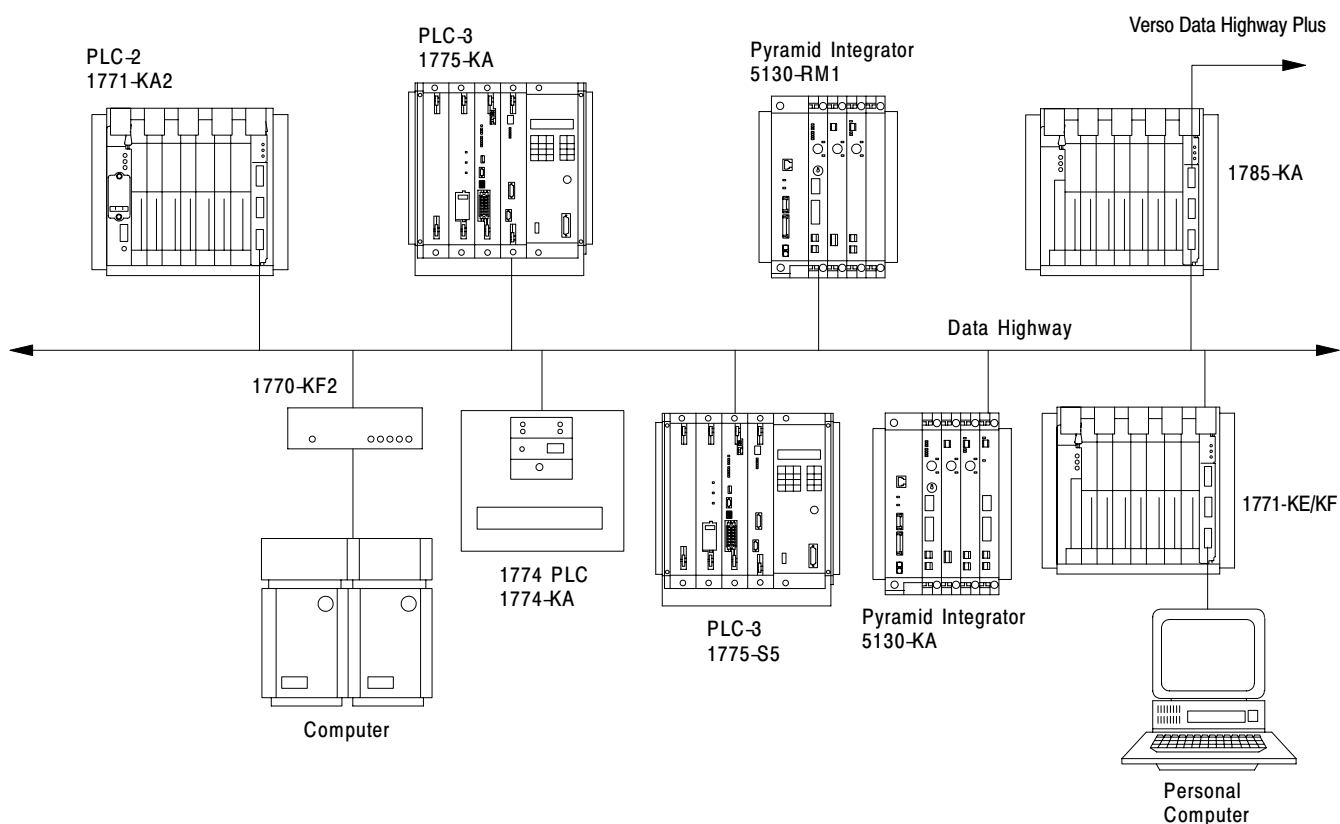 Verso Data Highway Plus
PLC-2
1771-KA2
PLC-3
1775-KA
Pyramid Integrator
5130-RM1
1785-KA
Data Highway
1770-KF2
1774 PLC
1774-KA
PLC-3
1775-S5
Pyramid Integrator
5130-KA
1771-KE/KF
Computer
Personal
Computer